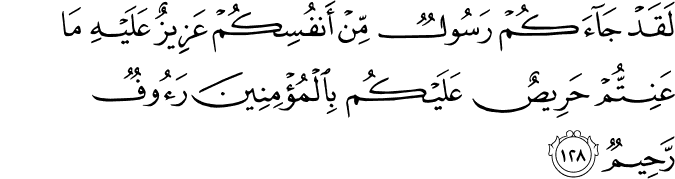 لَقَدۡ جَآءَكُمۡ رَسُولٞ مِّنۡ أَنفُسِكُمۡ عَزِيزٌ عَلَيۡهِ مَا
عَنِتُّمۡ حَرِيصٌ عَلَيۡكُم بِٱلۡمُؤۡمِنِينَ رَءُوفٞ
رَّحِيمٞ ١٢٨